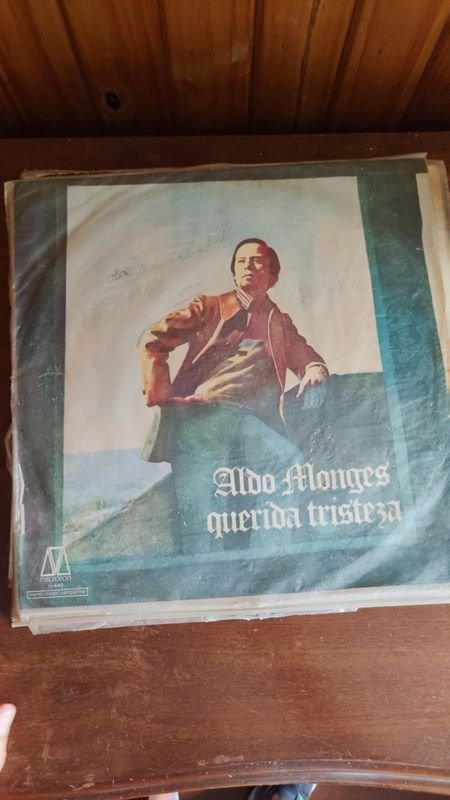 Aldo Monges
querida tristeza
microfon